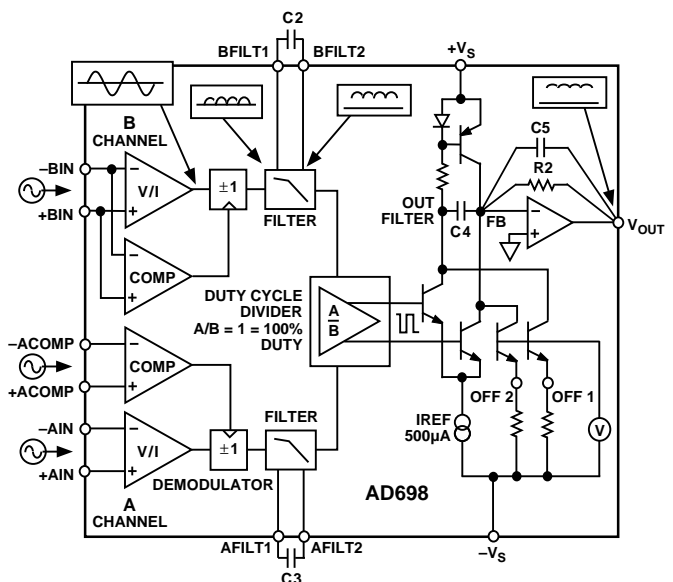 C2
BFILT1 BFILT2
+VS
B
CHANNEL
–BIN
+BIN
V/I
±1
FILTER
COMP
OUT
FILTER
C4
FB
C5
R2
VOUT
DUTY CYCLE
DIVIDER
A/B = 1 = 100%
DUTY
A
B
–ACOMP
+ACOMP
COMP
–AIN
+AIN
V/I
±1
DEMODULATOR
FILTER
A
CHANNEL
IREF
500µA
OFF 2
OFF 1
V
AD698
AFILT1 AFILT2
C3
–VS